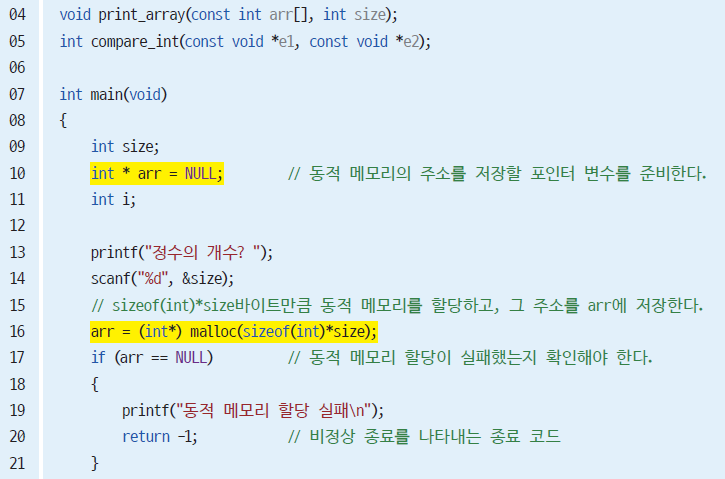 04 void print_array(const int arr[], int size);
05 int compare_int(const void *e1, const void *e2);
06
07 int main(void)
08 {
09 int size;
10 int * arr = NULL; // 동적 메모리의 주소를 저장할 포인터 변수를 준비한다.
11 int i;
12
13 printf("정수의 개수? ");
14 scanf("%d", &size);
15 // sizeof(int)*size바이트만큼 동적 메모리를 할당하고, 그 주소를 arr에 저장한다.
16 arr = (int*) malloc(sizeof(int)*size);
17 if (arr == NULL) // 동적 메모리 할당이 실패했는지 확인해야 한다.
18 {
19 printf("동적 메모리 할당 실패\n");
20 return -1; // 비정상 종료를 나타내는 종료 코드
21 }